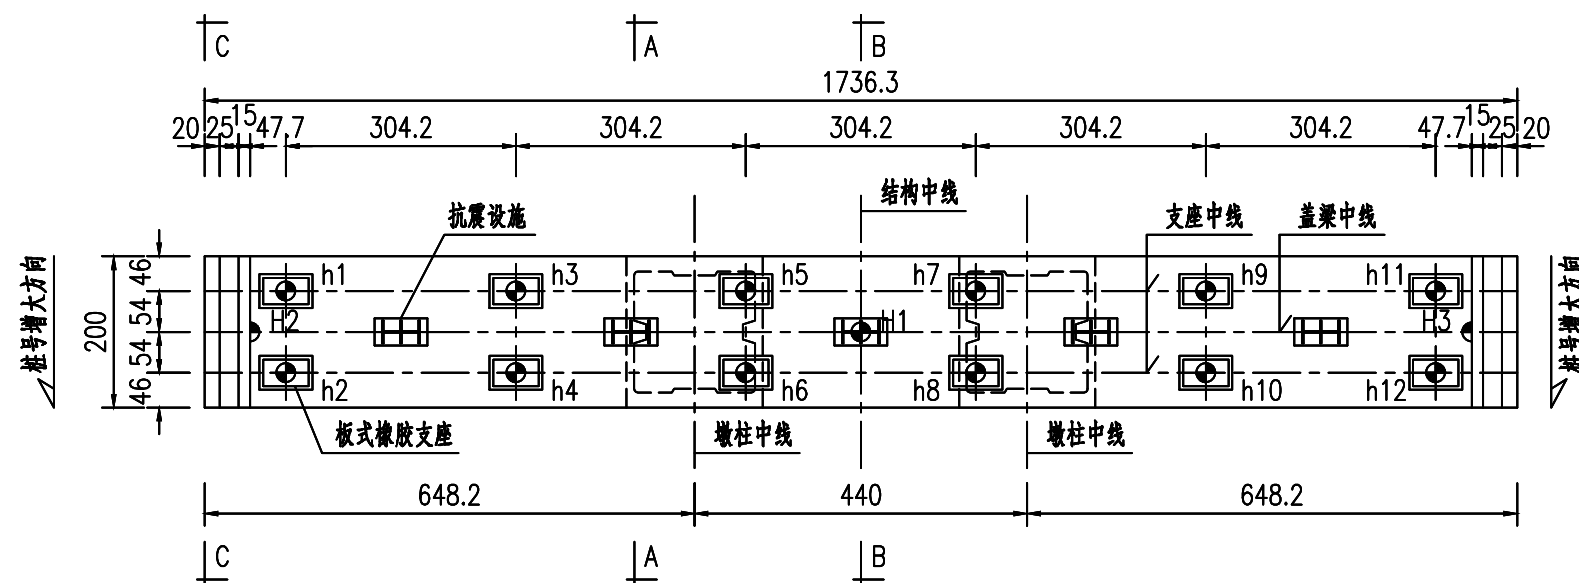 C
A
B
1736.3
20 25 15 47.7 304.2 304.2 304.2 304.2 304.2 47.7 15 25 20
结构中线
抗震设施
支座中线
盖梁中线
桩号增大方向
桩号增大方向
200
46
54
54
46
h1 h3 h5 h7 h9 h11
H2 H1 H3
h2 h4 h6 h8 h10 h12
板式橡胶支座
墩柱中线
墩柱中线
648.2 440 648.2
C
A
B